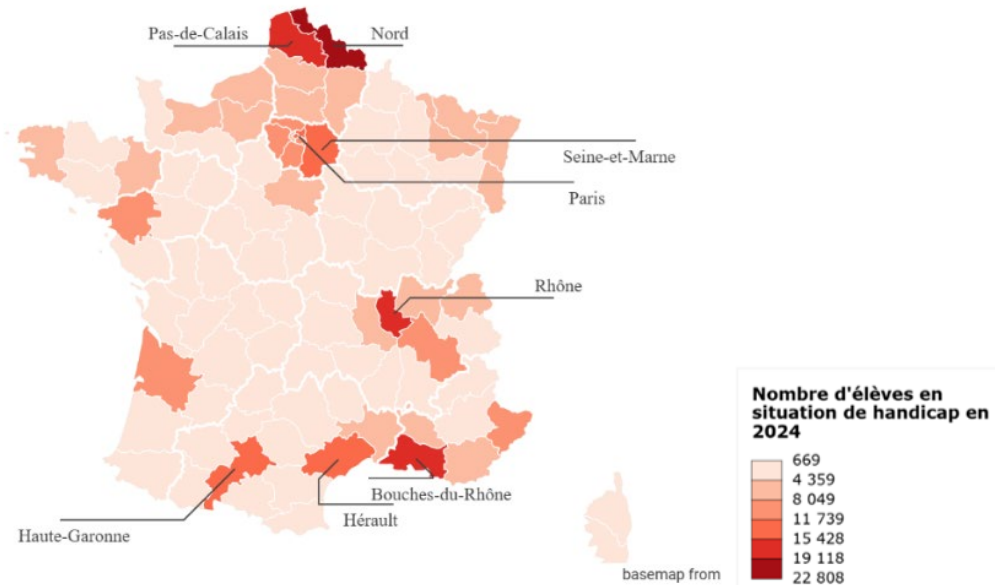 Pas-de-Calais
Nord
Seine-et-Marne
Paris
Rhône
Bouches-du-Rhône
Hérault
Haute-Garonne
Nombre d'élèves en
situation de handicap en
2024
669
4 359
8 049
11 739
15 428
19 118
22 808
basemap from